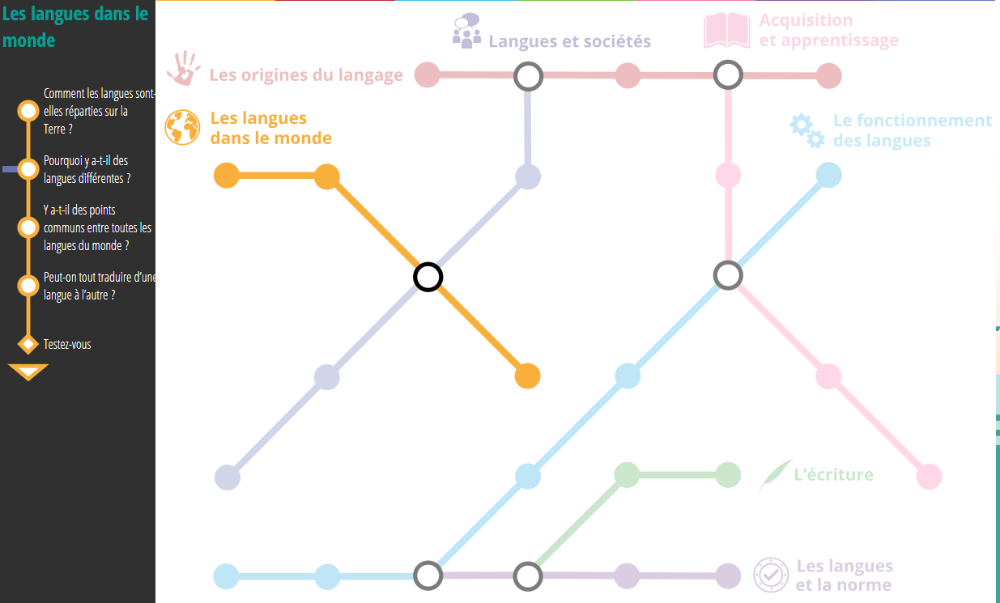 Les langues dans le
monde
Comment les langues sont-
elles réparties sur la
Terre ?
Pourquoi y a-t-il des
langues différentes ?
Y a-t-il des points
communs entre toutes les
langues du monde ?
Peut-on tout traduire d'une
langue à l'autre ?
Testez-vous
Langues et sociétés
Acquisition
et apprentissage
Les origines du langage
Les langues
dans le monde
Le fonctionnement
des langues
L'écriture
Les langues
et la norme